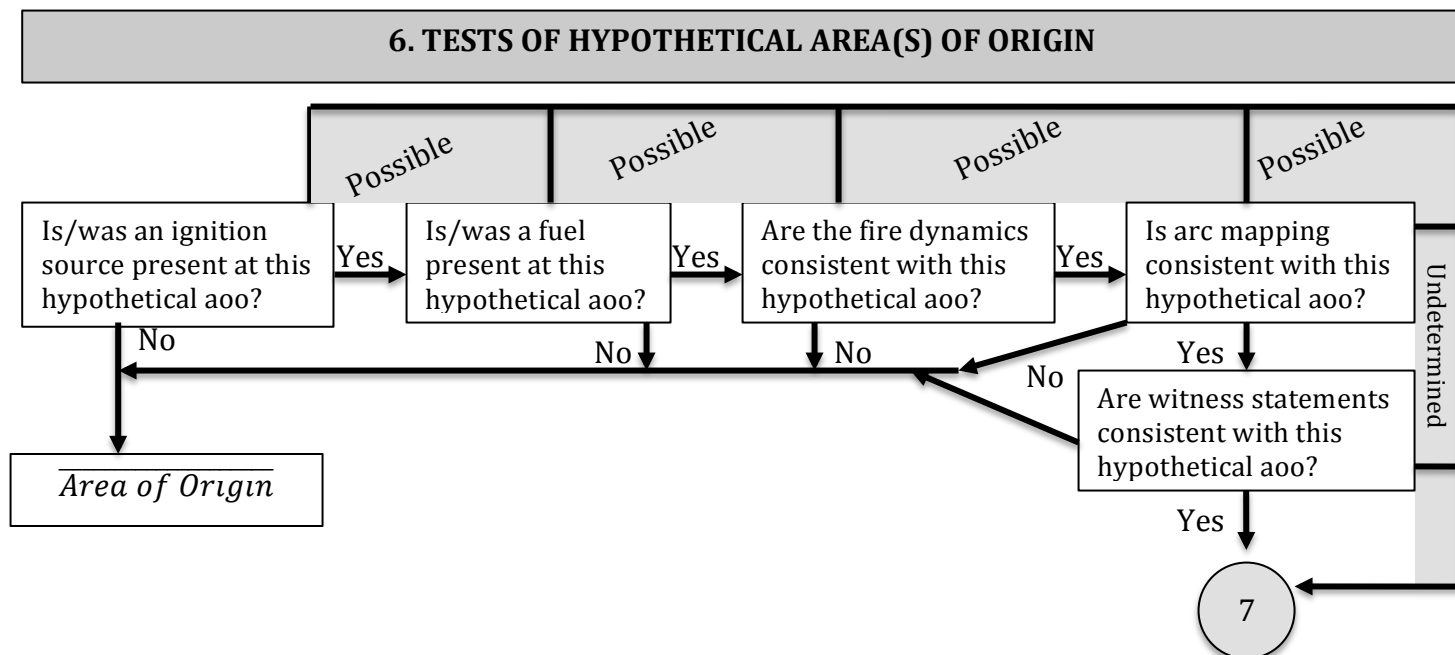 6. TESTS OF HYPOTHETICAL AREA(S) OF ORIGIN
Possible
Possible
Possible
Possible
Is/was an ignition
source present at this
hypothetical aoo?
Yes
Is/was a fuel
present at this
hypothetical aoo?
Yes
Are the fire dynamics
consistent with this
hypothetical aoo?
Yes
Is arc mapping
consistent with this
hypothetical aoo?
Undetermined
No
No
No
No
Yes
Are witness statements
consistent with this
hypothetical aoo?
Area of Origin
Yes
7